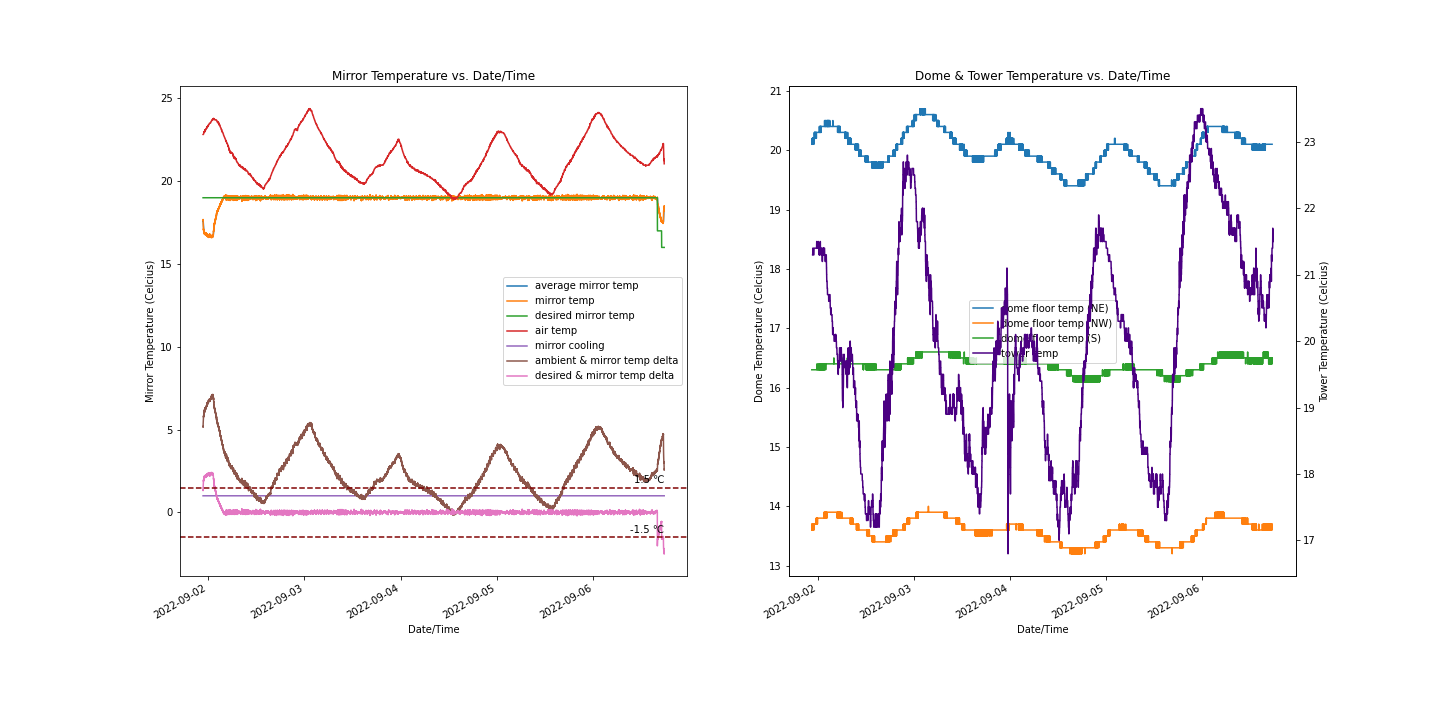 Mirror Temperature vs. Date/Time
Mirror Temperature (Celcius)
25
20
15
10
5
0
average mirror temp
mirror temp
desired mirror temp
air temp
mirror cooling
ambient & mirror temp delta
desired & mirror temp delta
1.5 °C
-1.5 °C
2022-09-02
2022-09-03
2022-09-04
2022-09-05
2022-09-06
Date/Time
Dome & Tower Temperature vs. Date/Time
Dome Temperature (Celcius)
21
20
19
18
17
16
15
14
13
dome floor temp (NE)
dome floor temp (NW)
dome floor temp (S)
tower temp
23
22
21
20
19
18
17
Tower Temperature (Celcius)
2022-09-02
2022-09-03
2022-09-04
2022-09-05
2022-09-06
Date/Time